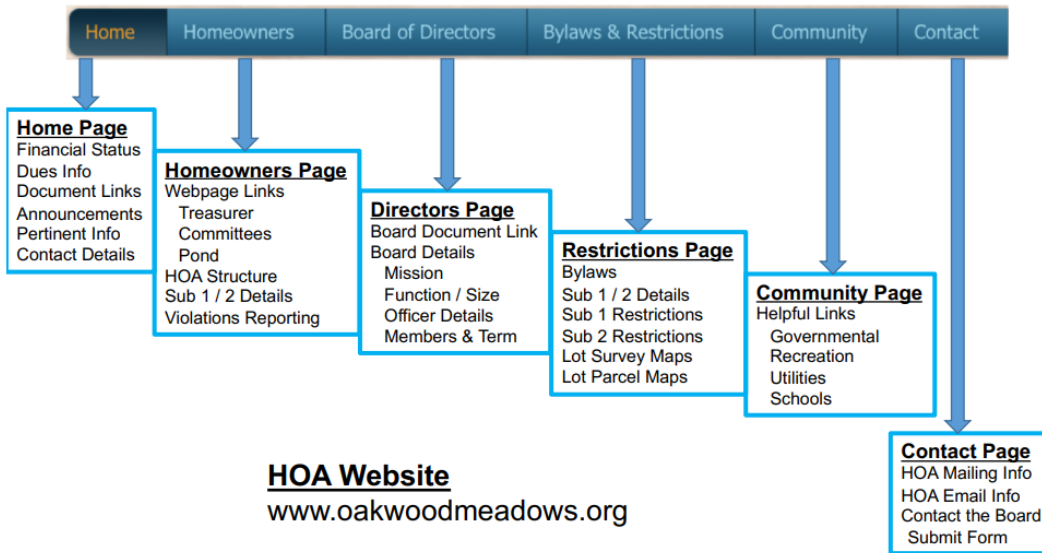 Home Homeowners Board of Directors Bylaws & Restrictions Community Contact
Home Page
Financial Status
Dues Info
Document Links
Announcements
Pertinent Info
Contact Details
Homeowners Page
Webpage Links
Treasurer
Committees
Pond
HOA Structure
Sub 1 / 2 Details
Violations Reporting
Directors Page
Board Document Link
Board Details
Mission
Function / Size
Officer Details
Members & Term
Restrictions Page
Bylaws
Sub 1 / 2 Details
Sub 1 Restrictions
Sub 2 Restrictions
Lot Survey Maps
Lot Parcel Maps
Community Page
Helpful Links
Governmental
Recreation
Utilities
Schools
Contact Page
HOA Mailing Info
HOA Email Info
Contact the Board
Submit Form
HOA Website
www.oakwoodmeadows.org